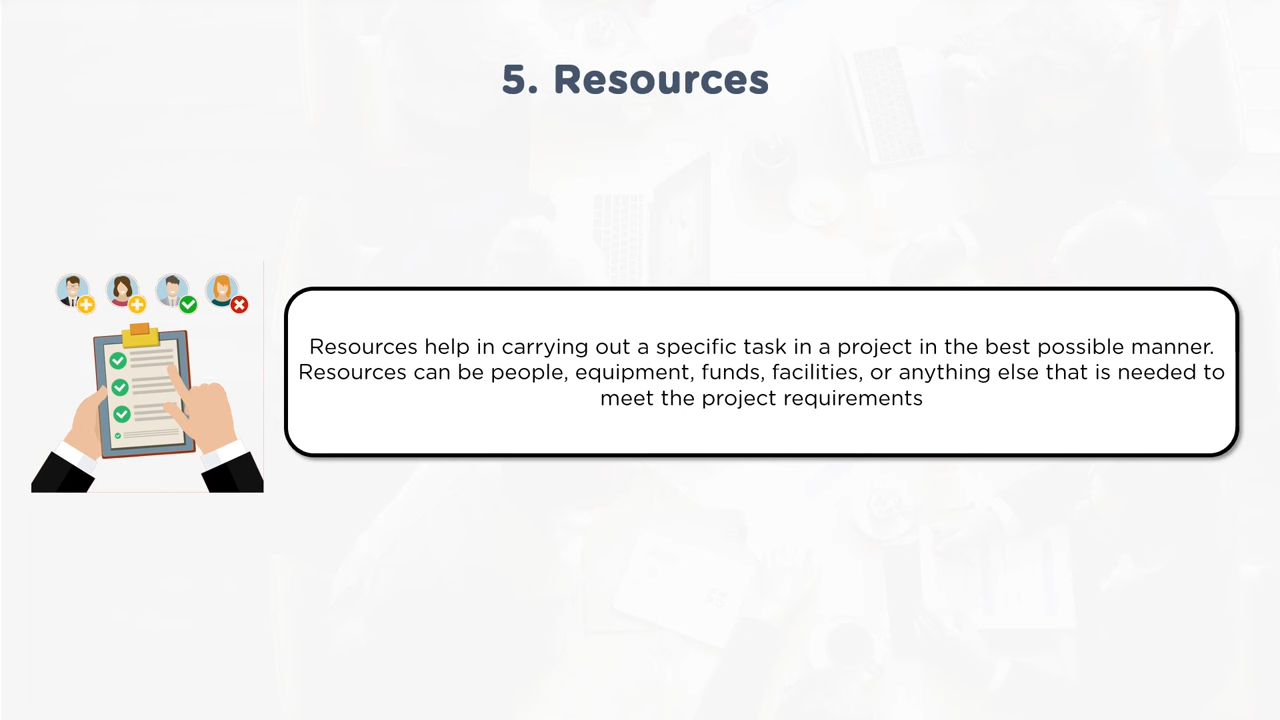 5. Resources
Resources help in carrying out a specific task in a project in the best possible manner.
Resources can be people, equipment, funds, facilities, or anything else that is needed to
meet the project requirements